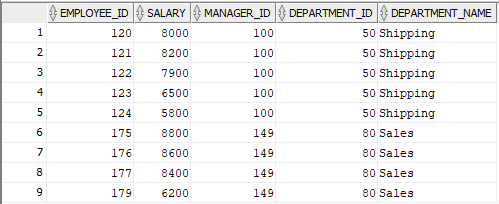 EMPLOYEE_ID SALARY MANAGER_ID DEPARTMENT_ID DEPARTMENT_NAME
1 120 8000 100 50 Shipping
2 121 8200 100 50 Shipping
3 122 7900 100 50 Shipping
4 123 6500 100 50 Shipping
5 124 5800 100 50 Shipping
6 175 8800 149 80 Sales
7 176 8600 149 80 Sales
8 177 8400 149 80 Sales
9 179 6200 149 80 Sales